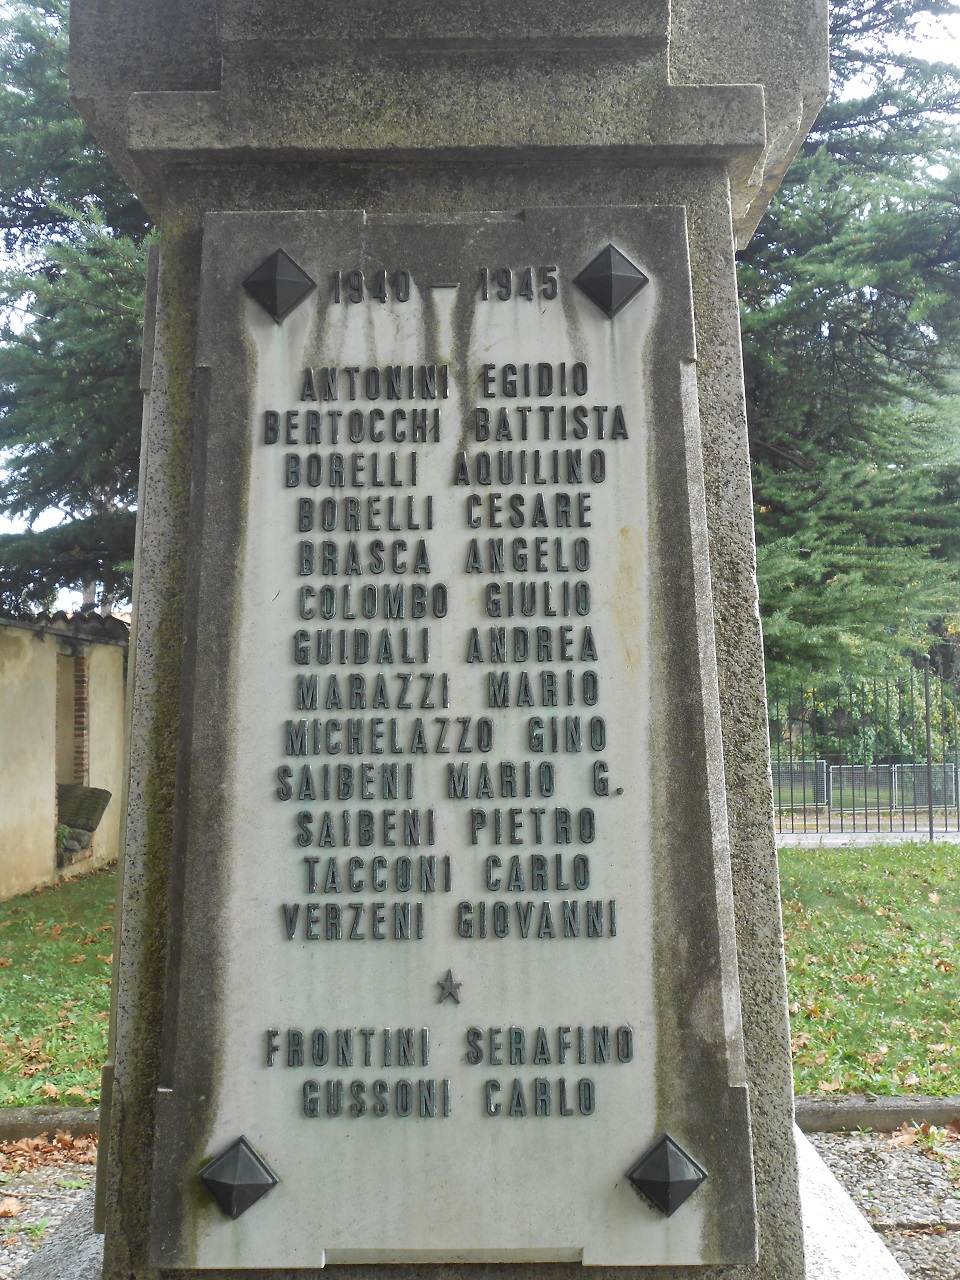 1940 - 1945
ANTONINI EGIDIO
BERTOCCHI BATTISTA
BORELLI AQUILINO
BORELLI CESARE
BRASCA ANGELO
COLOMBO GIULIO
GUIDALI ANDREA
MARAZZI MARIO
MICHELAZZO GINO
SAIBENI MARIO G.
SAIBENI PIETRO
TACCONI CARLO
VERZENI GIOVANNI
FRONTINI SERAFINO
GUSSONI CARLO